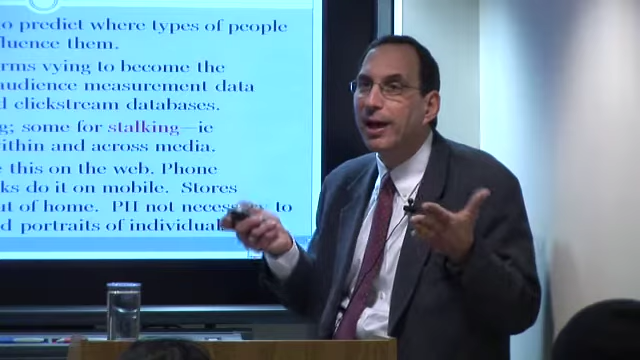 o predict where types of people
fluence them.
rms vying to become the
audience measurement data
d clickstream databases.
g; some for stalking—ie
ithin and across media.
e this on the web. Phone
ks do it on mobile. Stores
ut of home. PII not necessary to
d portraits of individual